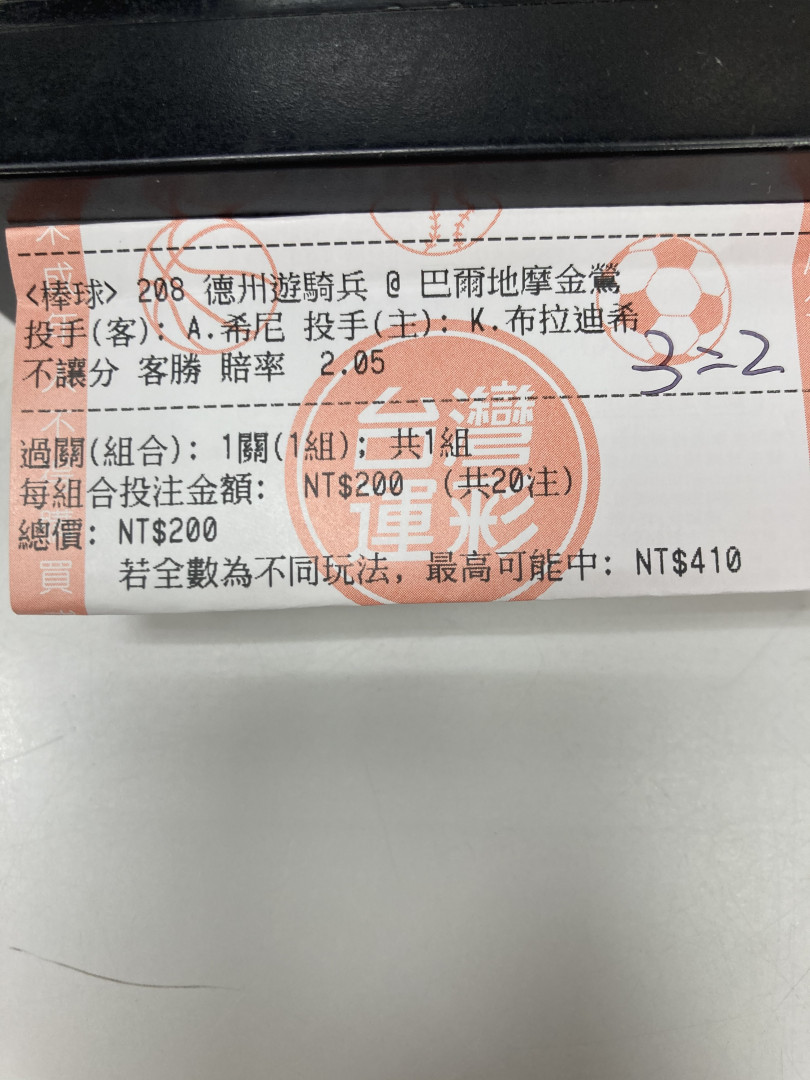 <棒球> 208 德州遊騎兵 @ 巴爾地摩金鶯
投手(客): A.希尼 投手(主): K.布拉迪希
不讓分 客勝 賠率 2.05
3=2
台灣
運彩
過關(組合): 1關(1組); 共1組
每組合投注金額: NT$200 (共20注)
總價: NT$200
若全數為不同玩法, 最高可能中: NT$410